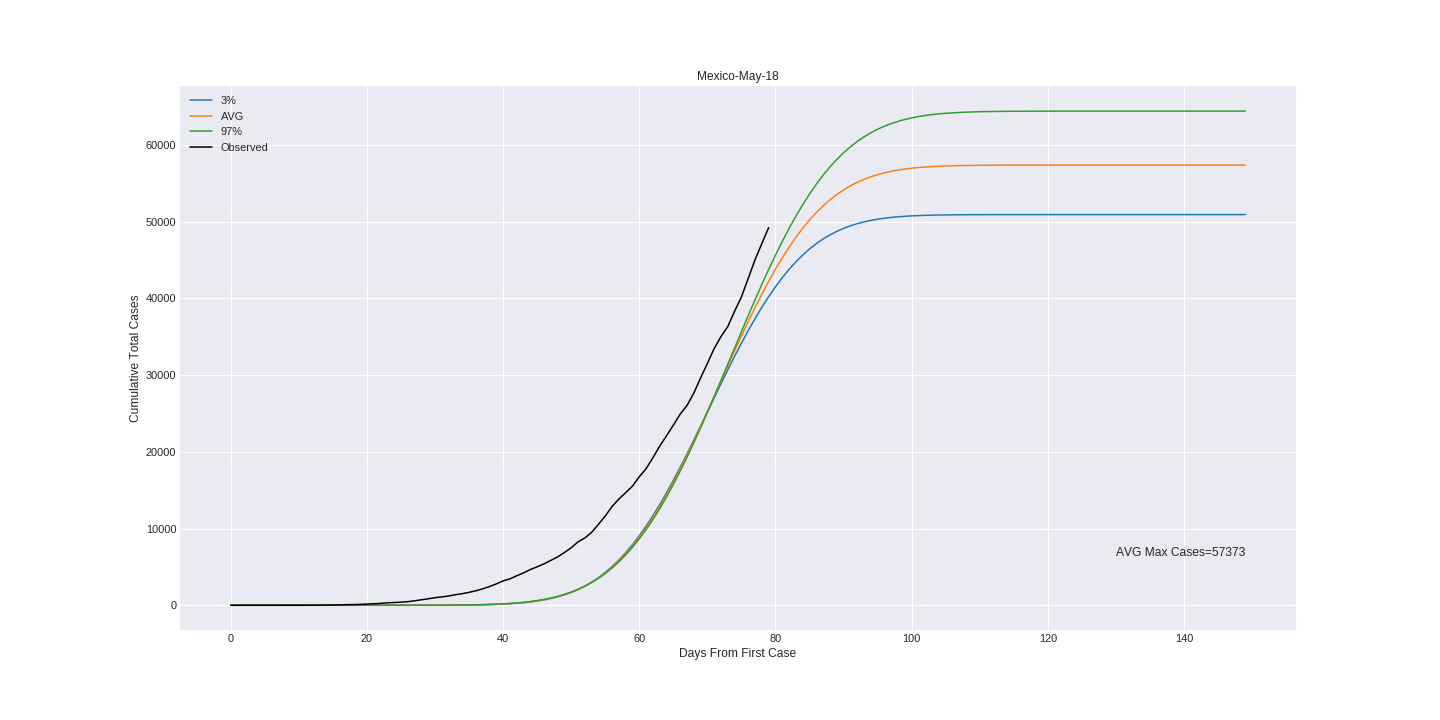 Mexico-May-18
3%
AVG
97%
Observed
60000
50000
40000
30000
20000
10000
0
Cumulative Total Cases
AVG Max Cases=57373
0 20 40 60 80 100 120 140
Days From First Case